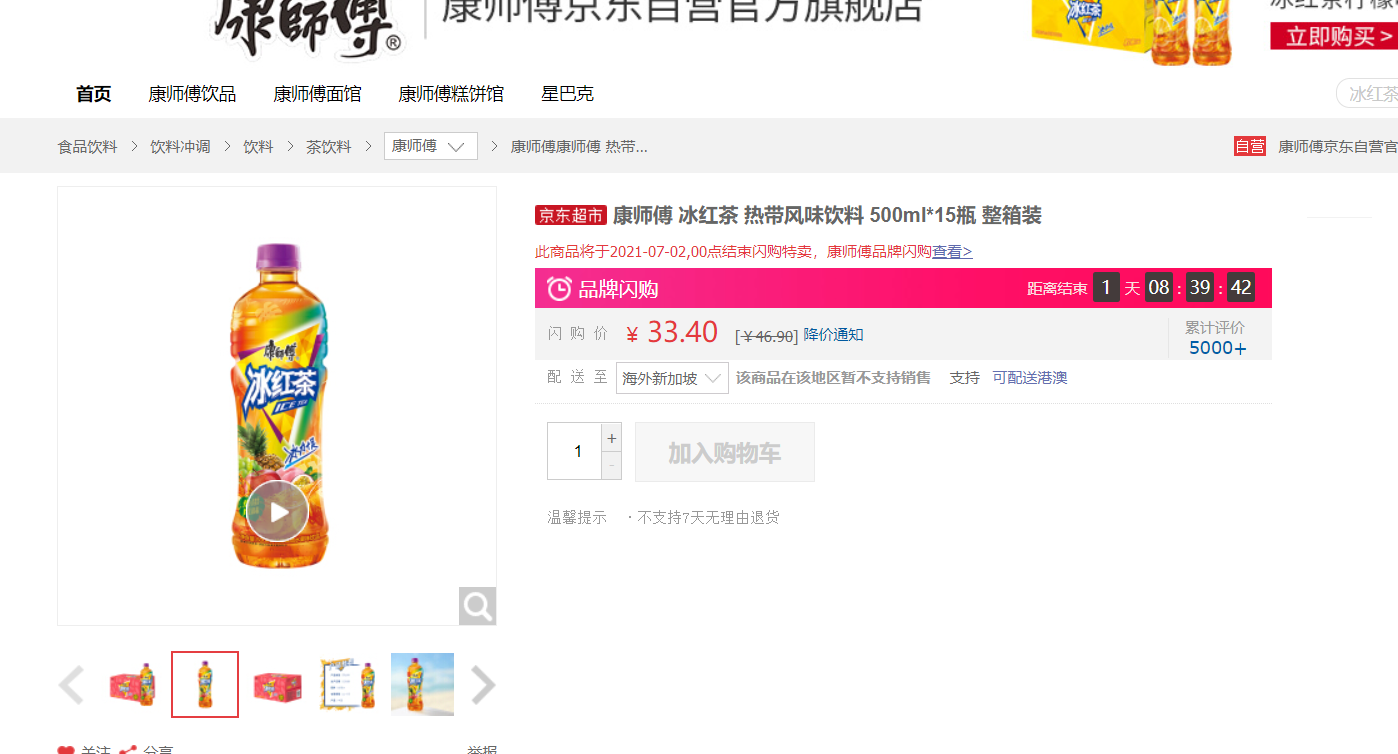 康師傅®
康师傅京东自营官方旗舰店
立即购买 >
首页 康师傅饮品 康师傅面馆 康师傅糕饼馆 星巴克
冰红茶
食品饮料 > 饮料冲调 > 饮料 > 茶饮料 > 康师傅 > 康师傅康师傅 热带...
自营 康师傅京东自营官
京东超市 康师傅 冰红茶 热带风味饮料 500ml*15瓶 整箱装
此商品将于2021-07-02,00点结束闪购特卖，康师傅品牌闪购查看>
品牌闪购 距离结束 1 天 08 : 39 : 42
闪购价 ￥ 33.40 [￥46.90] 降价通知
累计评价
5000+
配送至 海外新加坡 该商品在该地区暂不支持销售 支持 可配送港澳
1 + -
加入购物车
温馨提示 ·不支持7天无理由退货
康師傅
冰红茶
ICE TEA
关注 分享 举报